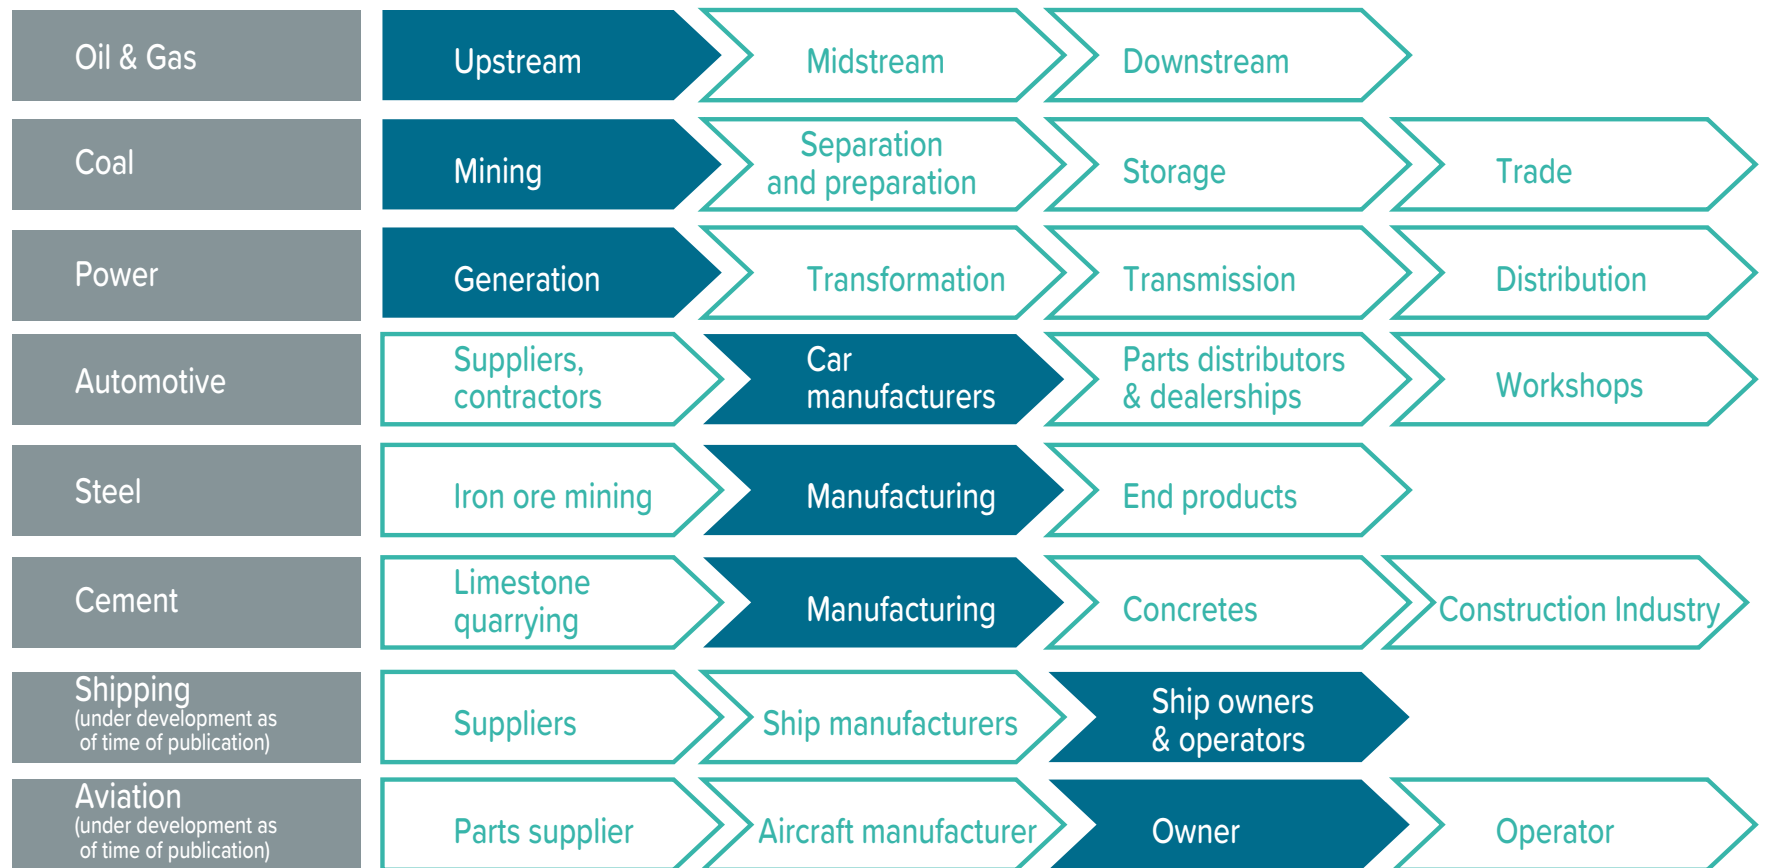 Oil & Gas
Upstream
Midstream
Downstream
Coal
Mining
Separation
and preparation
Storage
Trade
Power
Generation
Transformation
Transmission
Distribution
Automotive
Suppliers,
contractors
Car
manufacturers
Parts distributors
& dealerships
Workshops
Steel
Iron ore mining
Manufacturing
End products
Cement
Limestone
quarrying
Manufacturing
Concretes
Construction Industry
Shipping
(under development as
of time of publication)
Suppliers
Ship manufacturers
Ship owners
& operators
Aviation
(under development as
of time of publication)
Parts supplier
Aircraft manufacturer
Owner
Operator